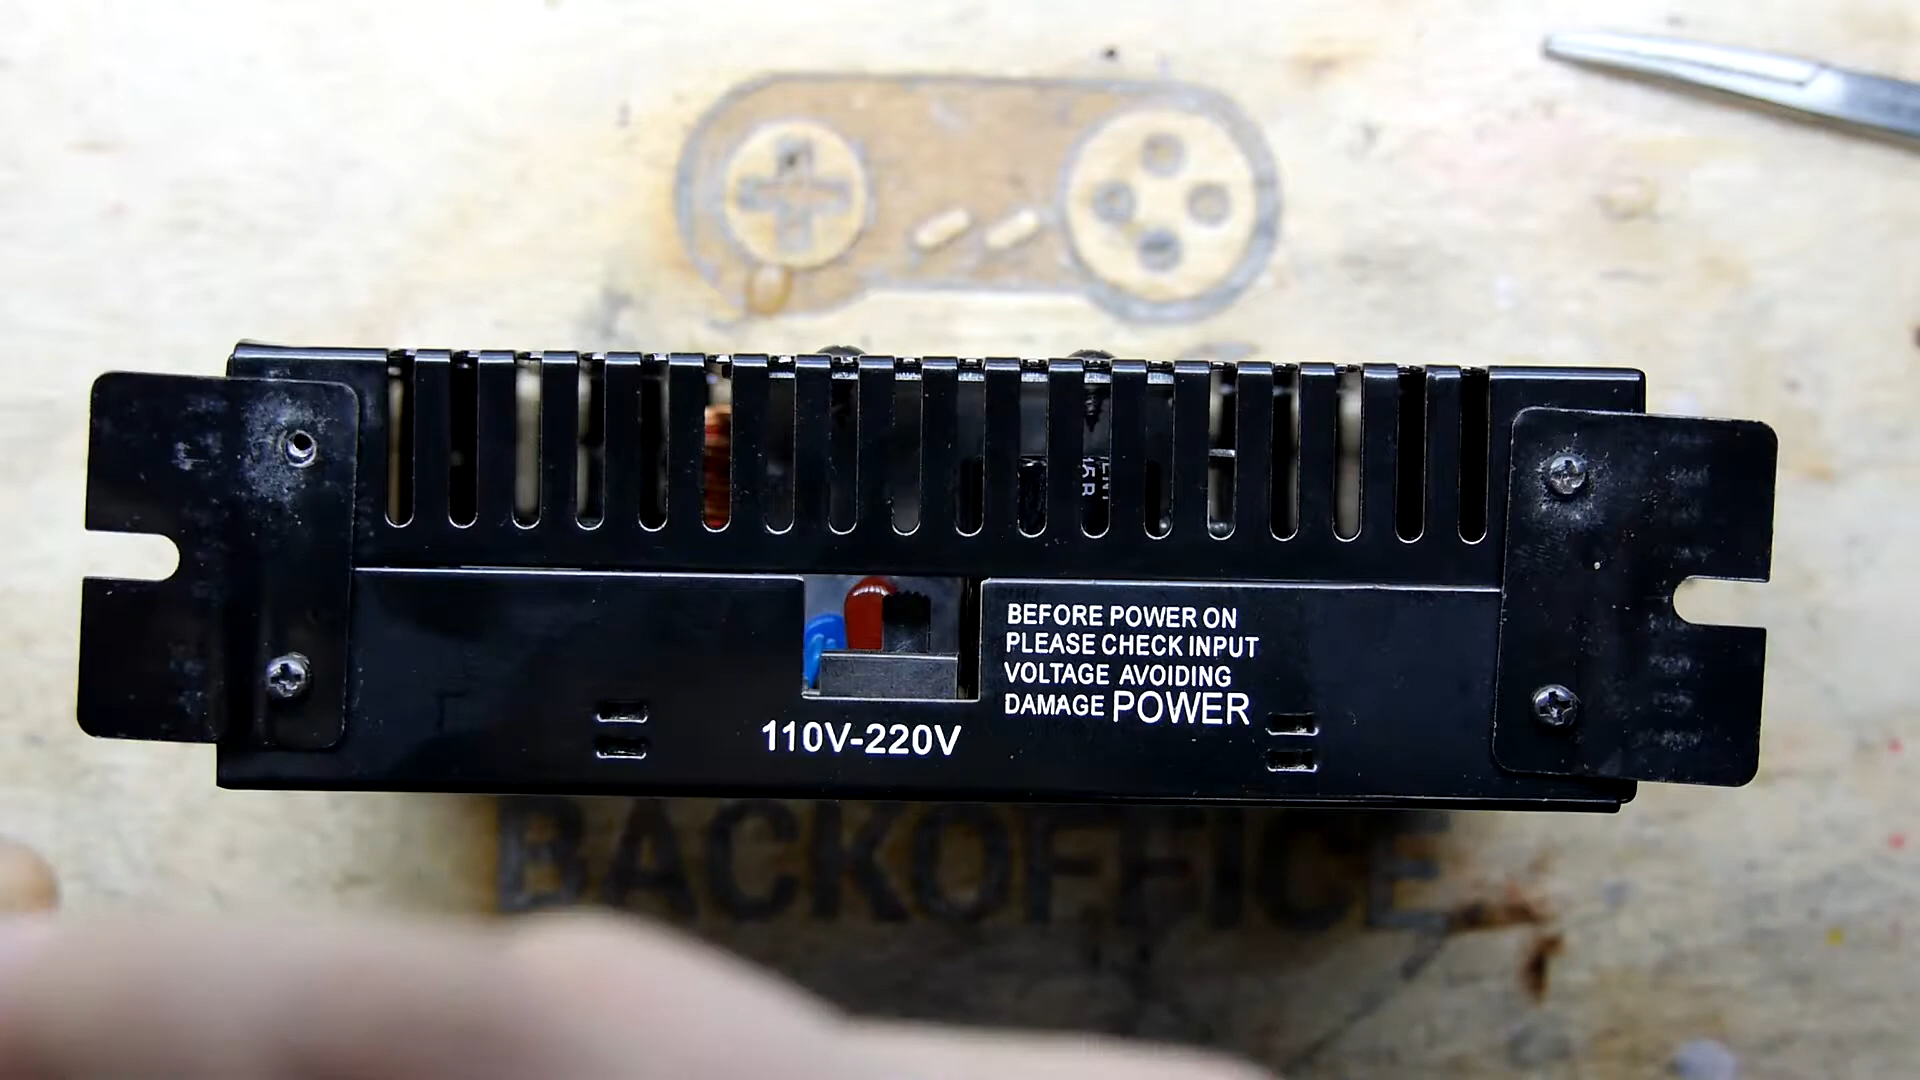 BEFORE POWER ON
PLEASE CHECK INPUT
VOLTAGE AVOIDING
DAMAGE POWER
110V-220V
BACKOFFICE